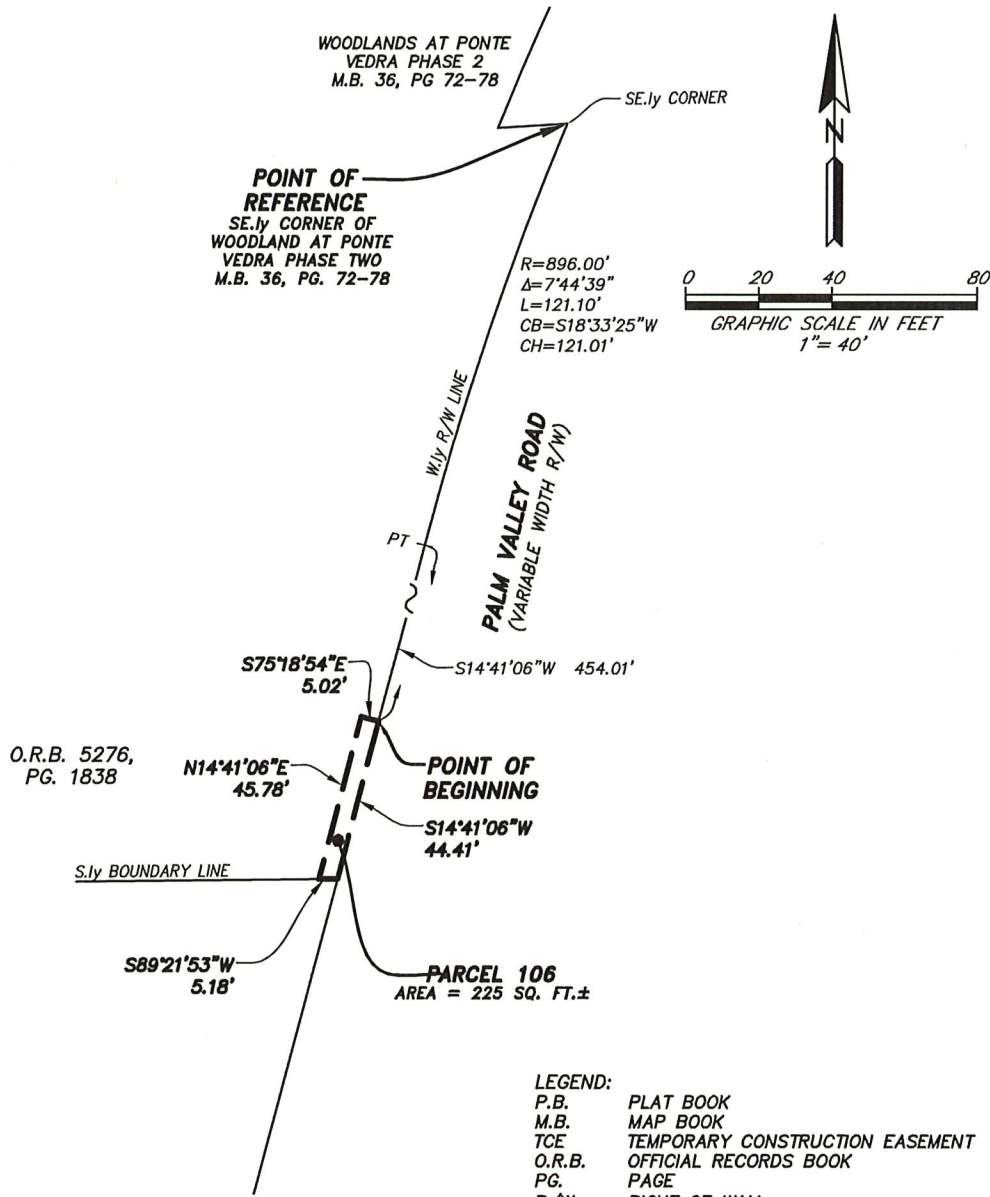 WOODLANDS AT PONTE
VEDRA PHASE 2
M.B. 36, PG 72-78
SE.ly CORNER
N
POINT OF
REFERENCE
SE.ly CORNER OF
WOODLAND AT PONTE
VEDRA PHASE TWO
M.B. 36, PG. 72-78
R=896.00'
Δ=7°44'39"
L=121.10'
CB=S18°33'25"W
CH=121.01'
0 20 40 80
GRAPHIC SCALE IN FEET
1"= 40'
W.ly R/W LINE
PALM VALLEY ROAD
(VARIABLE WIDTH R/W)
PT
S75°18'54"E
5.02'
S14°41'06"W 454.01'
O.R.B. 5276,
PG. 1838
N14°41'06"E
45.78'
POINT OF
BEGINNING
S14°41'06"W
44.41'
S.ly BOUNDARY LINE
S89°21'53"W
5.18'
PARCEL 106
AREA = 225 SQ. FT.±
LEGEND:
P.B. PLAT BOOK
M.B. MAP BOOK
TCE TEMPORARY CONSTRUCTION EASEMENT
O.R.B. OFFICIAL RECORDS BOOK
PG. PAGE